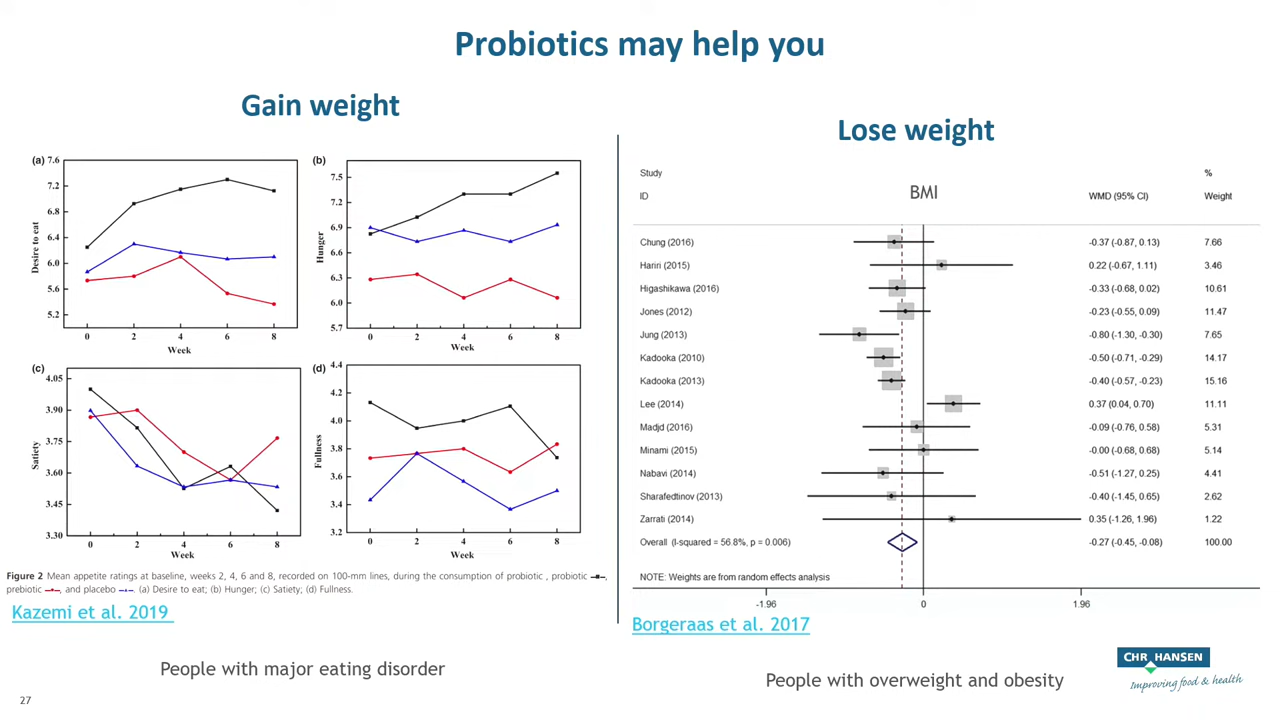 Probiotics may help you
Gain weight
(a) 7.6
7.2
6.8
6.4
6.0
5.6
5.2
Desire to eat
0 2 4 6 8
Week
(b)
7.5
7.2
6.9
6.6
6.3
6.0
5.7
Hunger
0 2 4 6 8
Week
(c)
4.05
3.90
3.75
3.60
3.45
3.30
Satiety
0 2 4 6 8
Week
(d)
4.4
4.2
4.0
3.8
3.6
3.4
3.2
Fullness
0 2 4 6 8
Week
Figure 2 Mean appetite ratings at baseline, weeks 2, 4, 6 and 8, recorded on 100-mm lines, during the consumption of probiotic , probiotic ,
prebiotic , and placebo . (a) Desire to eat; (b) Hunger; (c) Satiety; (d) Fullness.
Kazemi et al. 2019
People with major eating disorder
27
Lose weight
Study %
ID BMI WMD (95% CI) Weight
Chung (2016) -0.37 (-0.87, 0.13) 7.66
Hariri (2015) 0.22 (-0.67, 1.11) 3.46
Higashikawa (2016) -0.33 (-0.68, 0.02) 10.61
Jones (2012) -0.23 (-0.55, 0.09) 11.47
Jung (2013) -0.80 (-1.30, -0.30) 7.65
Kadooka (2010) -0.50 (-0.71, -0.29) 14.17
Kadooka (2013) -0.40 (-0.57, -0.23) 15.16
Lee (2014) 0.37 (0.04, 0.70) 11.11
Madjd (2016) -0.09 (-0.76, 0.58) 5.31
Minami (2015) -0.00 (-0.68, 0.68) 5.14
Nabavi (2014) -0.51 (-1.27, 0.25) 4.41
Sharafedtinov (2013) -0.40 (-1.45, 0.65) 2.62
Zarrati (2014) 0.35 (-1.26, 1.96) 1.22
Overall (I-squared = 56.8%, p = 0.006) -0.27 (-0.45, -0.08) 100.00
NOTE: Weights are from random effects analysis
-1.96 0 1.96
Borgeraas et al. 2017
People with overweight and obesity
CHR HANSEN
Improving food & health